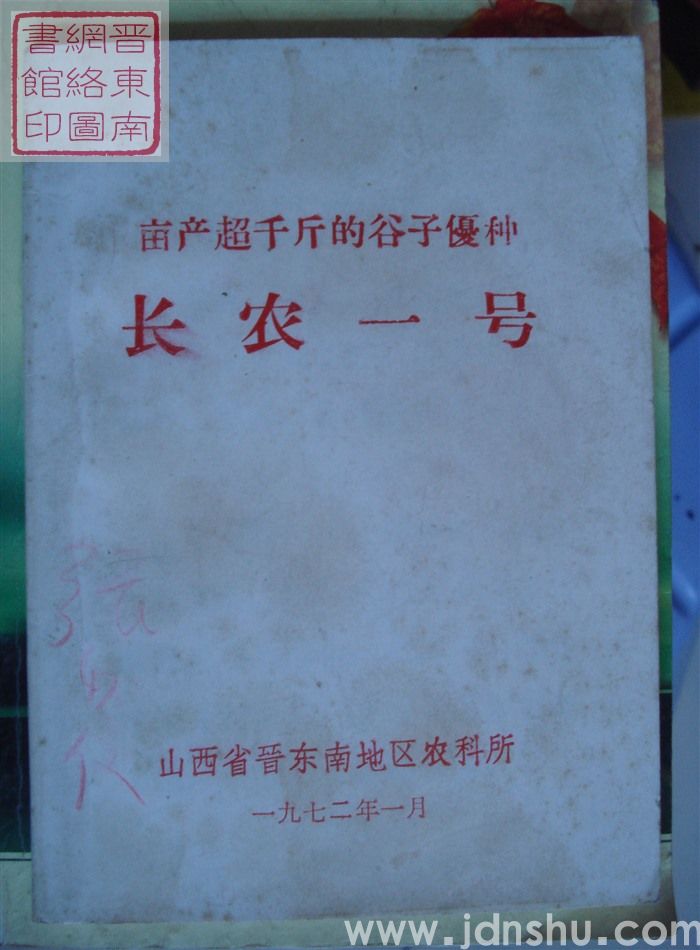 晋東南
網絡圖
書館印
亩产超千斤的谷子優种
长农一号
山西省晋东南地区农科所
一九七二年一月
www.jdnshu.com